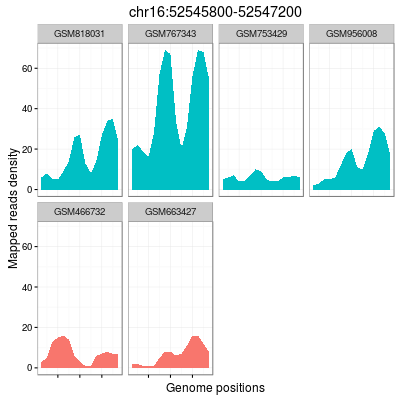 chr16:52545800-52547200
GSM818031 GSM767343 GSM753429 GSM956008
60
40
20
0
GSM466732 GSM663427
60
40
20
0
Mapped reads density
Genome positions